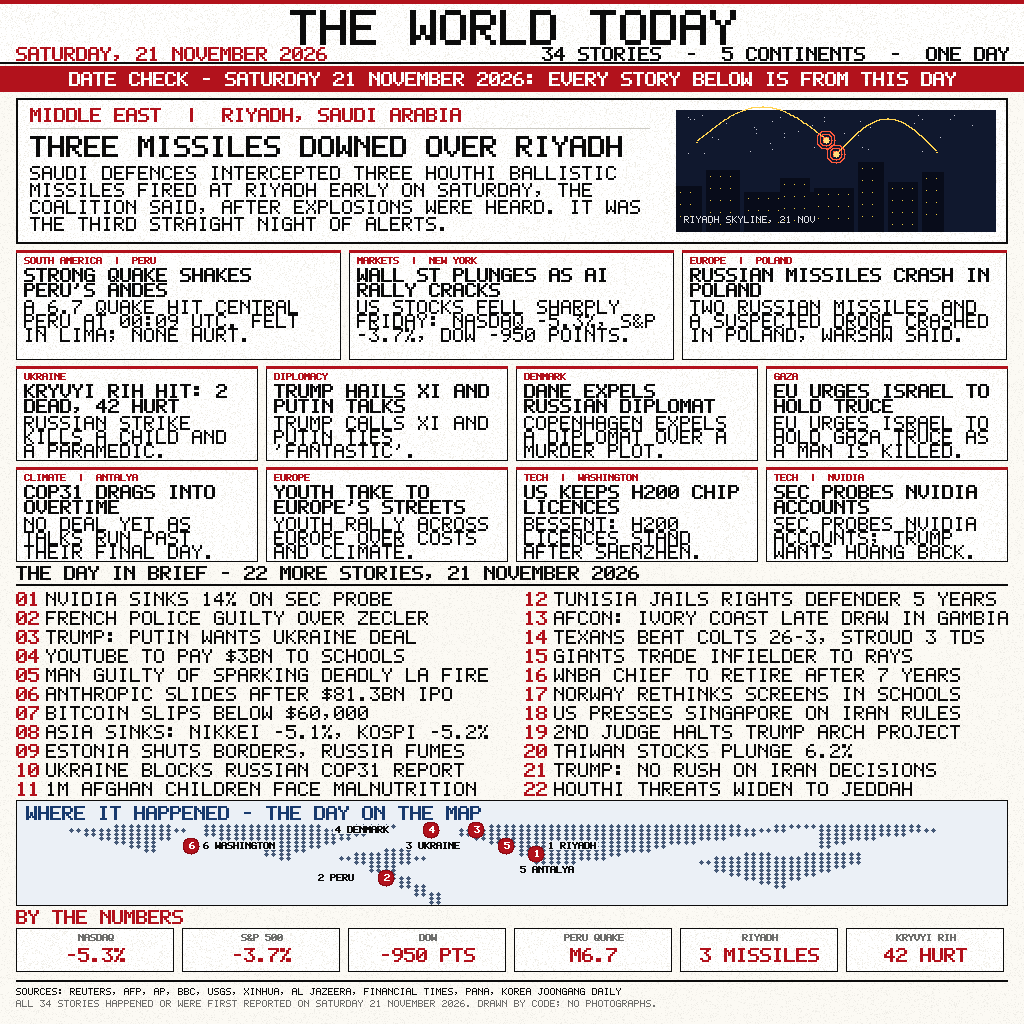 THE WORLD TODAY
SATURDAY, 21 NOVEMBER 2026
34 STORIES - 5 CONTINENTS - ONE DAY
DATE CHECK - SATURDAY 21 NOVEMBER 2026: EVERY STORY BELOW IS FROM THIS DAY
MIDDLE EAST | RIYADH, SAUDI ARABIA
THREE MISSILES DOWNED OVER RIYADH
SAUDI DEFENCES INTERCEPTED THREE HOUTHI BALLISTIC
MISSILES FIRED AT RIYADH EARLY ON SATURDAY, THE
COALITION SAID, AFTER EXPLOSIONS WERE HEARD. IT WAS
THE THIRD STRAIGHT NIGHT OF ALERTS.
RIYADH SKYLINE, 21 NOV
SOUTH AMERICA | PERU
STRONG QUAKE SHAKES
PERU'S ANDES
A 6.7 QUAKE HIT CENTRAL
PERU AT 00:09 UTC, FELT
IN LIMA; NONE HURT.
MARKETS | NEW YORK
WALL ST PLUNGES AS AI
RALLY CRACKS
US STOCKS FELL SHARPLY
FRIDAY: NASDAQ -5.3%, S&P
-3.7%, DOW -950 POINTS.
EUROPE | POLAND
RUSSIAN MISSILES CRASH IN
POLAND
TWO RUSSIAN MISSILES AND
A SUSPECTED DRONE CRASHED
IN POLAND, WARSAW SAID.
UKRAINE
KRYVYI RIH HIT: 2
DEAD, 42 HURT
RUSSIAN STRIKE
KILLS A CHILD AND
A PARAMEDIC.
DIPLOMACY
TRUMP HAILS XI AND
PUTIN TALKS
TRUMP CALLS XI AND
PUTIN TIES
'FANTASTIC'.
DENMARK
DANE EXPELS
RUSSIAN DIPLOMAT
COPENHAGEN EXPELS
A DIPLOMAT OVER A
MURDER PLOT.
GAZA
EU URGES ISRAEL TO
HOLD TRUCE
EU URGES ISRAEL TO
HOLD GAZA TRUCE AS
A MAN IS KILLED.
CLIMATE | ANTALYA
COP31 DRAGS INTO
OVERTIME
NO DEAL YET AS
TALKS RUN PAST
THEIR FINAL DAY.
EUROPE
YOUTH TAKE TO
EUROPE'S STREETS
YOUTH RALLY ACROSS
EUROPE OVER COSTS
AND CLIMATE.
TECH | WASHINGTON
US KEEPS H200 CHIP
LICENCES
BESSENT: H200
LICENCES STAND
AFTER SHENZHEN.
TECH | NVIDIA
SEC PROBES NVIDIA
ACCOUNTS
SEC PROBES NVIDIA
ACCOUNTS; TRUMP
WANTS HUANG BACK.
THE DAY IN BRIEF - 22 MORE STORIES, 21 NOVEMBER 2026
01 NVIDIA SINKS 14% ON SEC PROBE
02 FRENCH POLICE GUILTY OVER ZECLER
03 TRUMP: PUTIN WANTS UKRAINE DEAL
04 YOUTUBE TO PAY $3BN TO SCHOOLS
05 MAN GUILTY OF SPARKING DEADLY LA FIRE
06 ANTHROPIC SLIDES AFTER $81.3BN IPO
07 BITCOIN SLIPS BELOW $60,000
08 ASIA SINKS: NIKKEI -5.1%, KOSPI -5.2%
09 ESTONIA SHUTS BORDERS, RUSSIA FUMES
10 UKRAINE BLOCKS RUSSIAN COP31 REPORT
11 1M AFGHAN CHILDREN FACE MALNUTRITION
12 TUNISIA JAILS RIGHTS DEFENDER 5 YEARS
13 AFCON: IVORY COAST LATE DRAW IN GAMBIA
14 TEXANS BEAT COLTS 26-3, STROUD 3 TDS
15 GIANTS TRADE INFIELDER TO RAYS
16 WNBA CHIEF TO RETIRE AFTER 7 YEARS
17 NORWAY RETHINKS SCREENS IN SCHOOLS
18 US PRESSES SINGAPORE ON IRAN RULES
19 2ND JUDGE HALTS TRUMP ARCH PROJECT
20 TAIWAN STOCKS PLUNGE 6.2%
21 TRUMP: NO RUSH ON IRAN DECISIONS
22 HOUTHI THREATS WIDEN TO JEDDAH
WHERE IT HAPPENED - THE DAY ON THE MAP
4 DENMARK
4
3
6
6 WASHINGTON
3 UKRAINE
5
1
1 RIYADH
5 ANTALYA
2 PERU
2
BY THE NUMBERS
NASDAQ
-5.3%
S&P 500
-3.7%
DOW
-950 PTS
PERU QUAKE
M6.7
RIYADH
3 MISSILES
KRYVYI RIH
42 HURT
SOURCES: REUTERS, AFP, AP, BBC, USGS, XINHUA, AL JAZEERA, FINANCIAL TIMES, PANA, KOREA JOONGANG DAILY
ALL 34 STORIES HAPPENED OR WERE FIRST REPORTED ON SATURDAY 21 NOVEMBER 2026. DRAWN BY CODE; NO PHOTOGRAPHS.